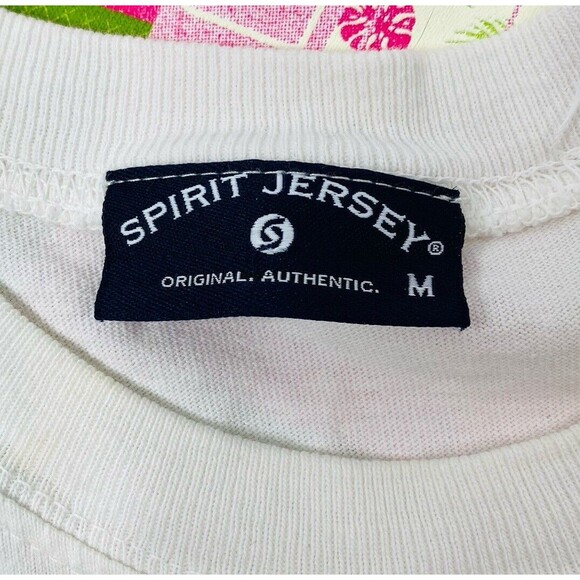 SPIRIT JERSEY®
ORIGINAL. AUTHENTIC. M